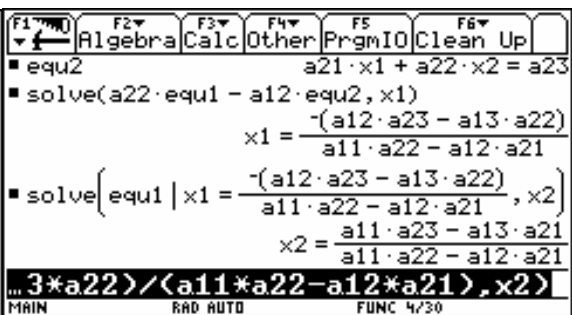 F1 F2 Algebra F3 Calc F4 Other F5 PrgmIO F6 Clean Up
▪ equ2 a21·x1 + a22·x2 = a23
▪ solve(a22·equ1 − a12·equ2, x1)
x1 = ⁻(a12·a23 − a13·a22) / (a11·a22 − a12·a21)
▪ solve(equ1 | x1 = ⁻(a12·a23 − a13·a22) / (a11·a22 − a12·a21), x2)
x2 = (a11·a23 − a13·a21) / (a11·a22 − a12·a21)
…3*a22)/(a11*a22-a12*a21),x2)
MAIN RAD AUTO FUNC 4/30